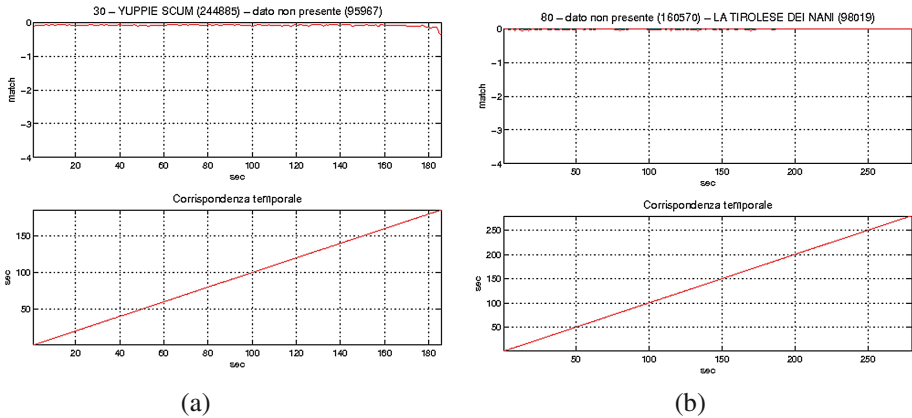 30 – YUPPIE SCUM (244885) – dato non presente (95967)
0
−1
−2
−3
−4
match
20 40 60 80 100 120 140 160 180
sec
Corrispondenza temporale
150
100
50
sec
20 40 60 80 100 120 140 160 180
sec
(a)
80 – dato non presente (160570) – LA TIROLESE DEI NANI (98019)
0
−1
−2
−3
−4
match
50 100 150 200 250
sec
Corrispondenza temporale
250
200
150
100
50
sec
50 100 150 200 250
sec
(b)